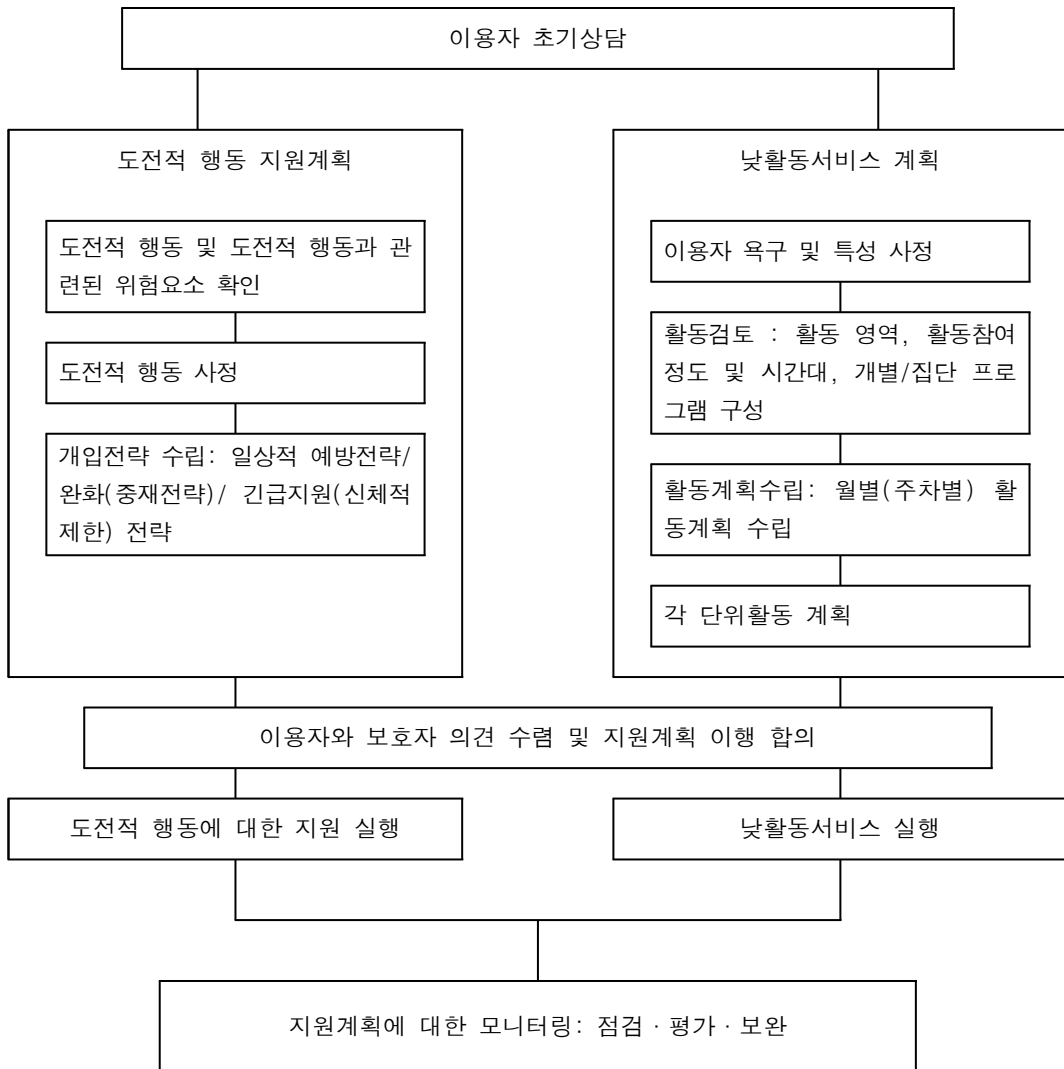 이용자 초기상담
도전적 행동 지원계획
도전적 행동 및 도전적 행동과 관
련된 위험요소 확인
도전적 행동 사정
개입전략 수립: 일상적 예방전략/
완화(중재전략)/ 긴급지원(신체적
제한) 전략
낮활동서비스 계획
이용자 욕구 및 특성 사정
활동검토 : 활동 영역, 활동참여
정도 및 시간대, 개별/집단 프로
그램 구성
활동계획수립: 월별(주차별) 활
동계획 수립
각 단위활동 계획
이용자와 보호자 의견 수렴 및 지원계획 이행 합의
도전적 행동에 대한 지원 실행
낮활동서비스 실행
지원계획에 대한 모니터링: 점검 · 평가 · 보완